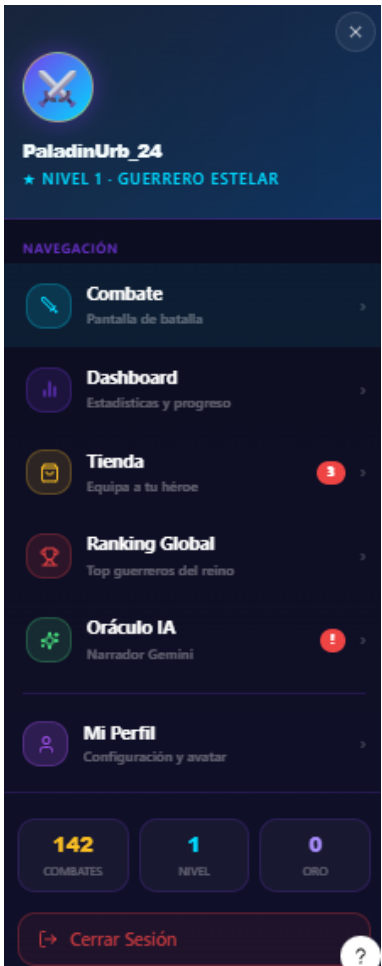 PaladinUrb_24
★ NIVEL 1 · GUERRERO ESTELAR
NAVEGACIÓN
Combate
Pantalla de batalla
Dashboard
Estadísticas y progreso
Tienda
Equipa a tu héroe
3
Ranking Global
Top guerreros del reino
Oráculo IA
Narrador Gemini
!
Mi Perfil
Configuración y avatar
142
COMBATES
1
NIVEL
0
ORO
Cerrar Sesión
?